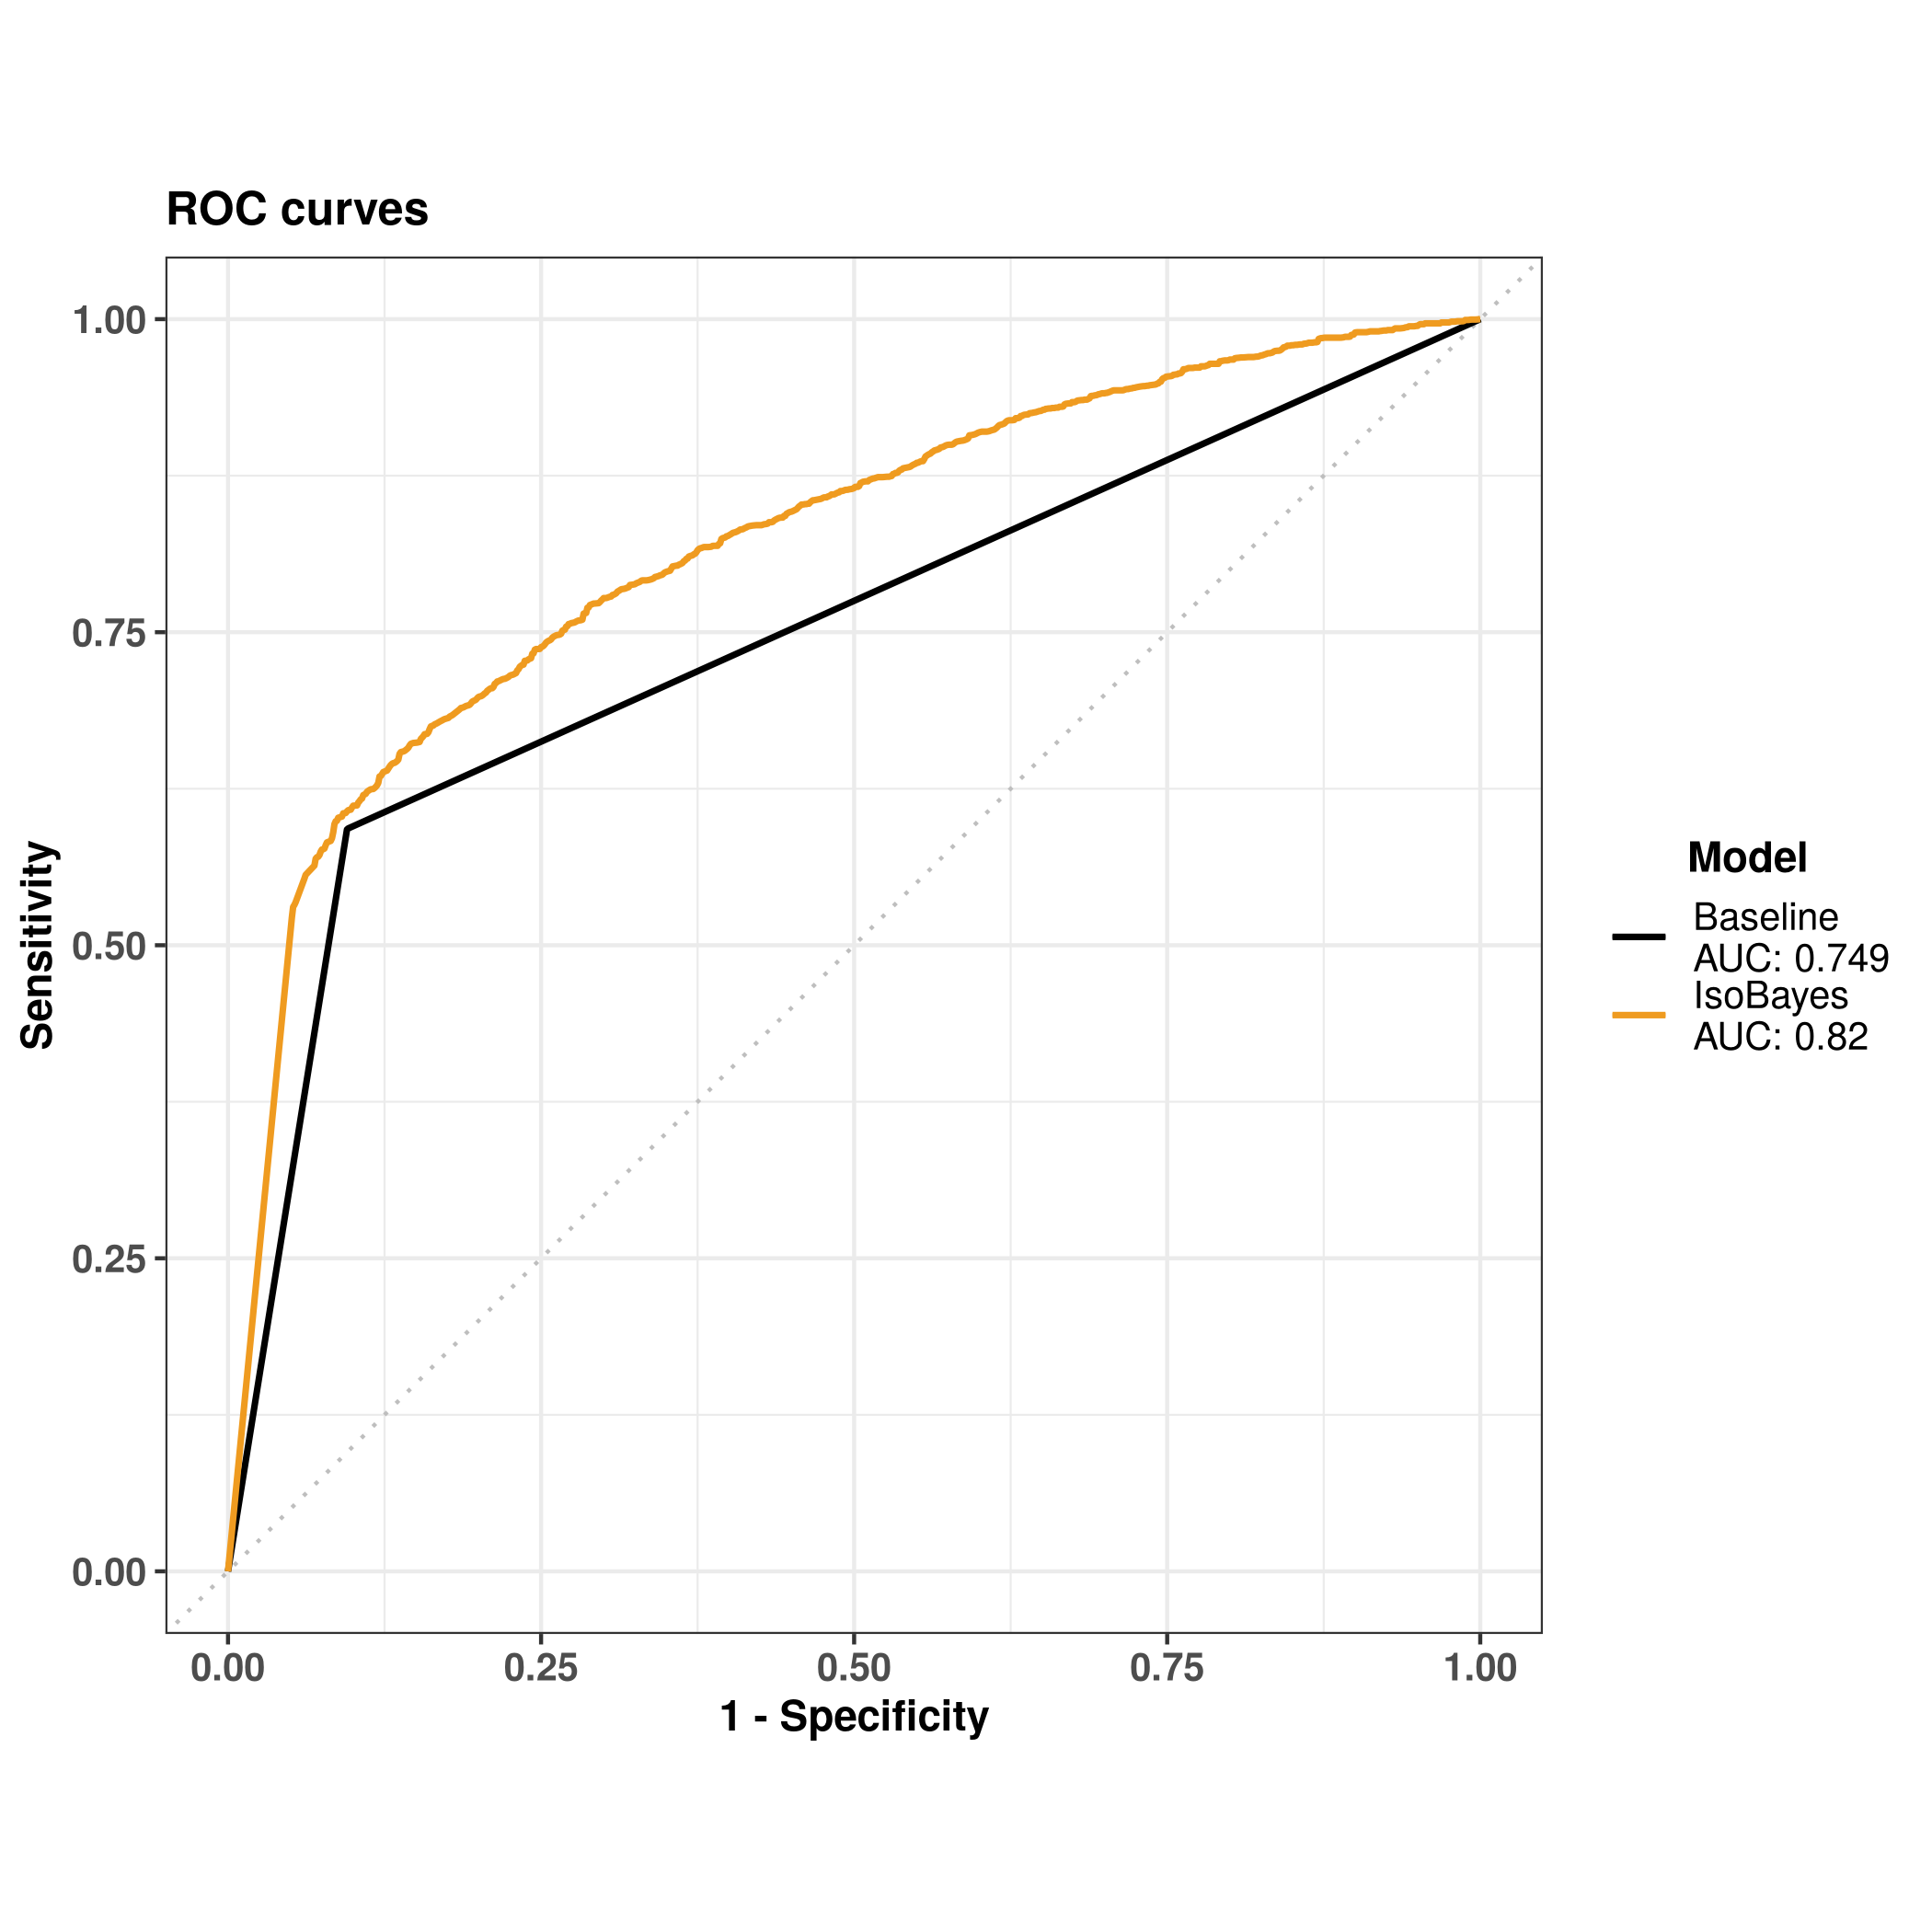 ROC curves
1.00
0.75
0.50
0.25
0.00
Sensitivity
0.00 0.25 0.50 0.75 1.00
1 - Specificity
Model
Baseline
AUC: 0.749
IsoBayes
AUC: 0.82